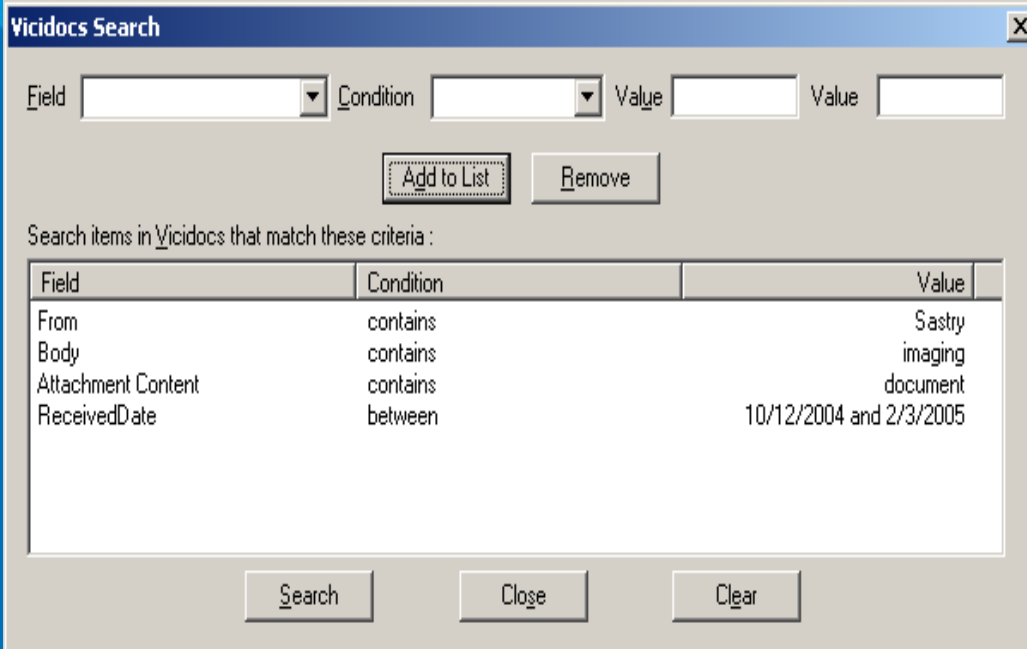 Vicidocs Search X
Field Condition Value Value
Add to List Remove
Search items in Vicidocs that match these criteria :
Field Condition Value
From contains Sastry
Body contains imaging
Attachment Content contains document
ReceivedDate between 10/12/2004 and 2/3/2005
Search Close Clear